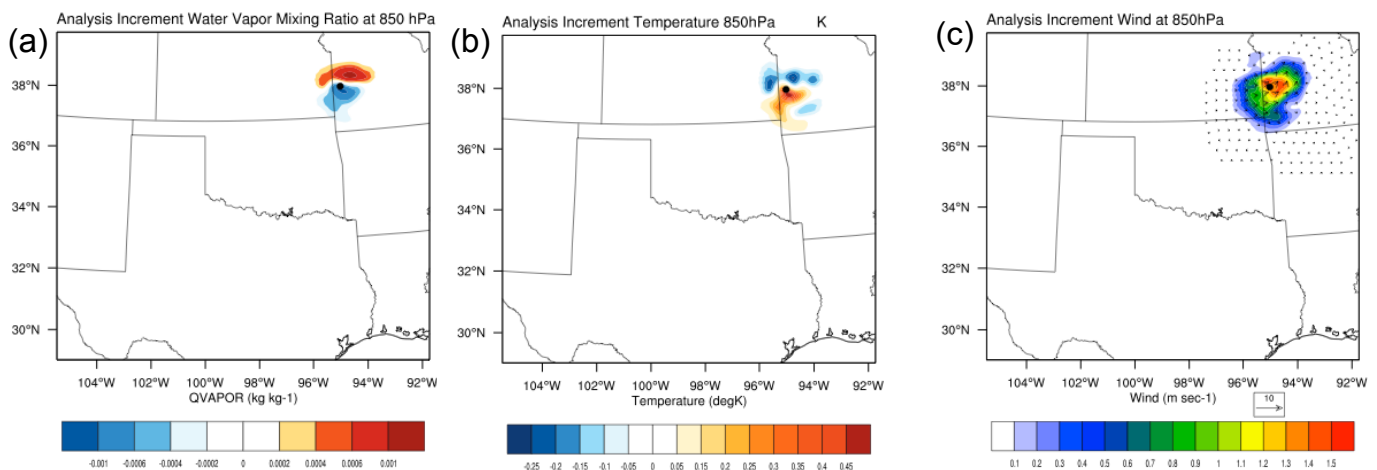 Analysis Increment Water Vapor Mixing Ratio at 850 hPa
(a)
38°N
36°N
34°N
32°N
30°N
104°W 102°W 100°W 98°W 96°W 94°W 92°W
QVAPOR (kg kg-1)
-0.001 -0.0006 -0.0004 -0.0002 0 0.0002 0.0004 0.0006 0.001
Analysis Increment Temperature 850hPa K
(b)
38°N
36°N
34°N
32°N
30°N
104°W 102°W 100°W 98°W 96°W 94°W 92°W
Temperature (degK)
-0.25 -0.2 -0.15 -0.1 -0.05 0 0.05 0.15 0.25 0.3 0.35 0.4 0.45
Analysis Increment Wind at 850hPa
(c)
38°N
36°N
34°N
32°N
30°N
104°W 102°W 100°W 98°W 96°W 94°W 92°W
Wind (m sec-1)
10
0.1 0.2 0.3 0.4 0.5 0.6 0.7 0.8 0.9 1 1.1 1.2 1.3 1.4 1.5